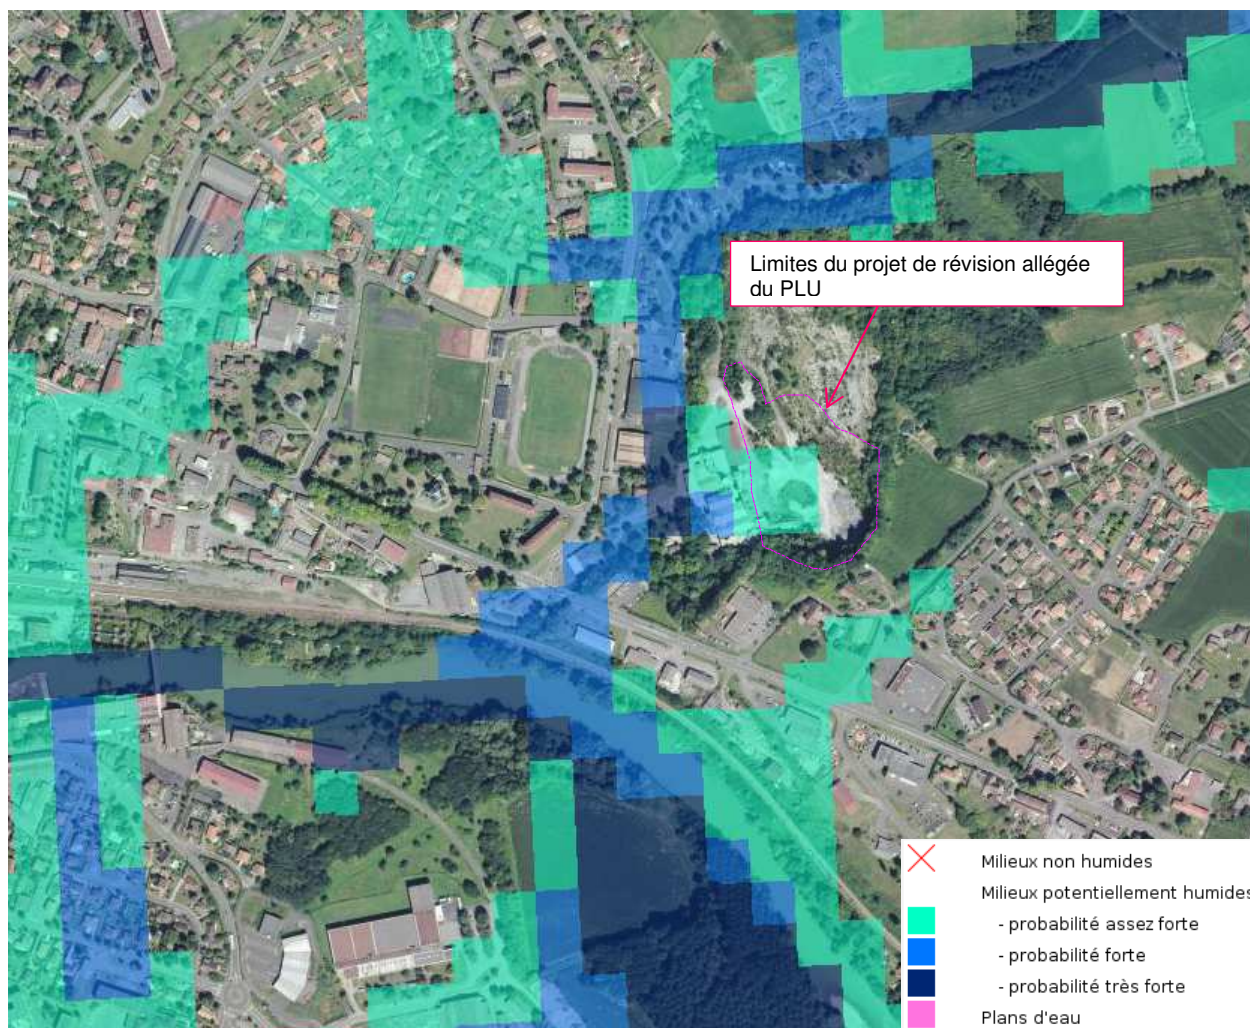 Limites du projet de révision allégée
du PLU
Milieux non humides
Milieux potentiellement humides
- probabilité assez forte
- probabilité forte
- probabilité très forte
Plans d'eau